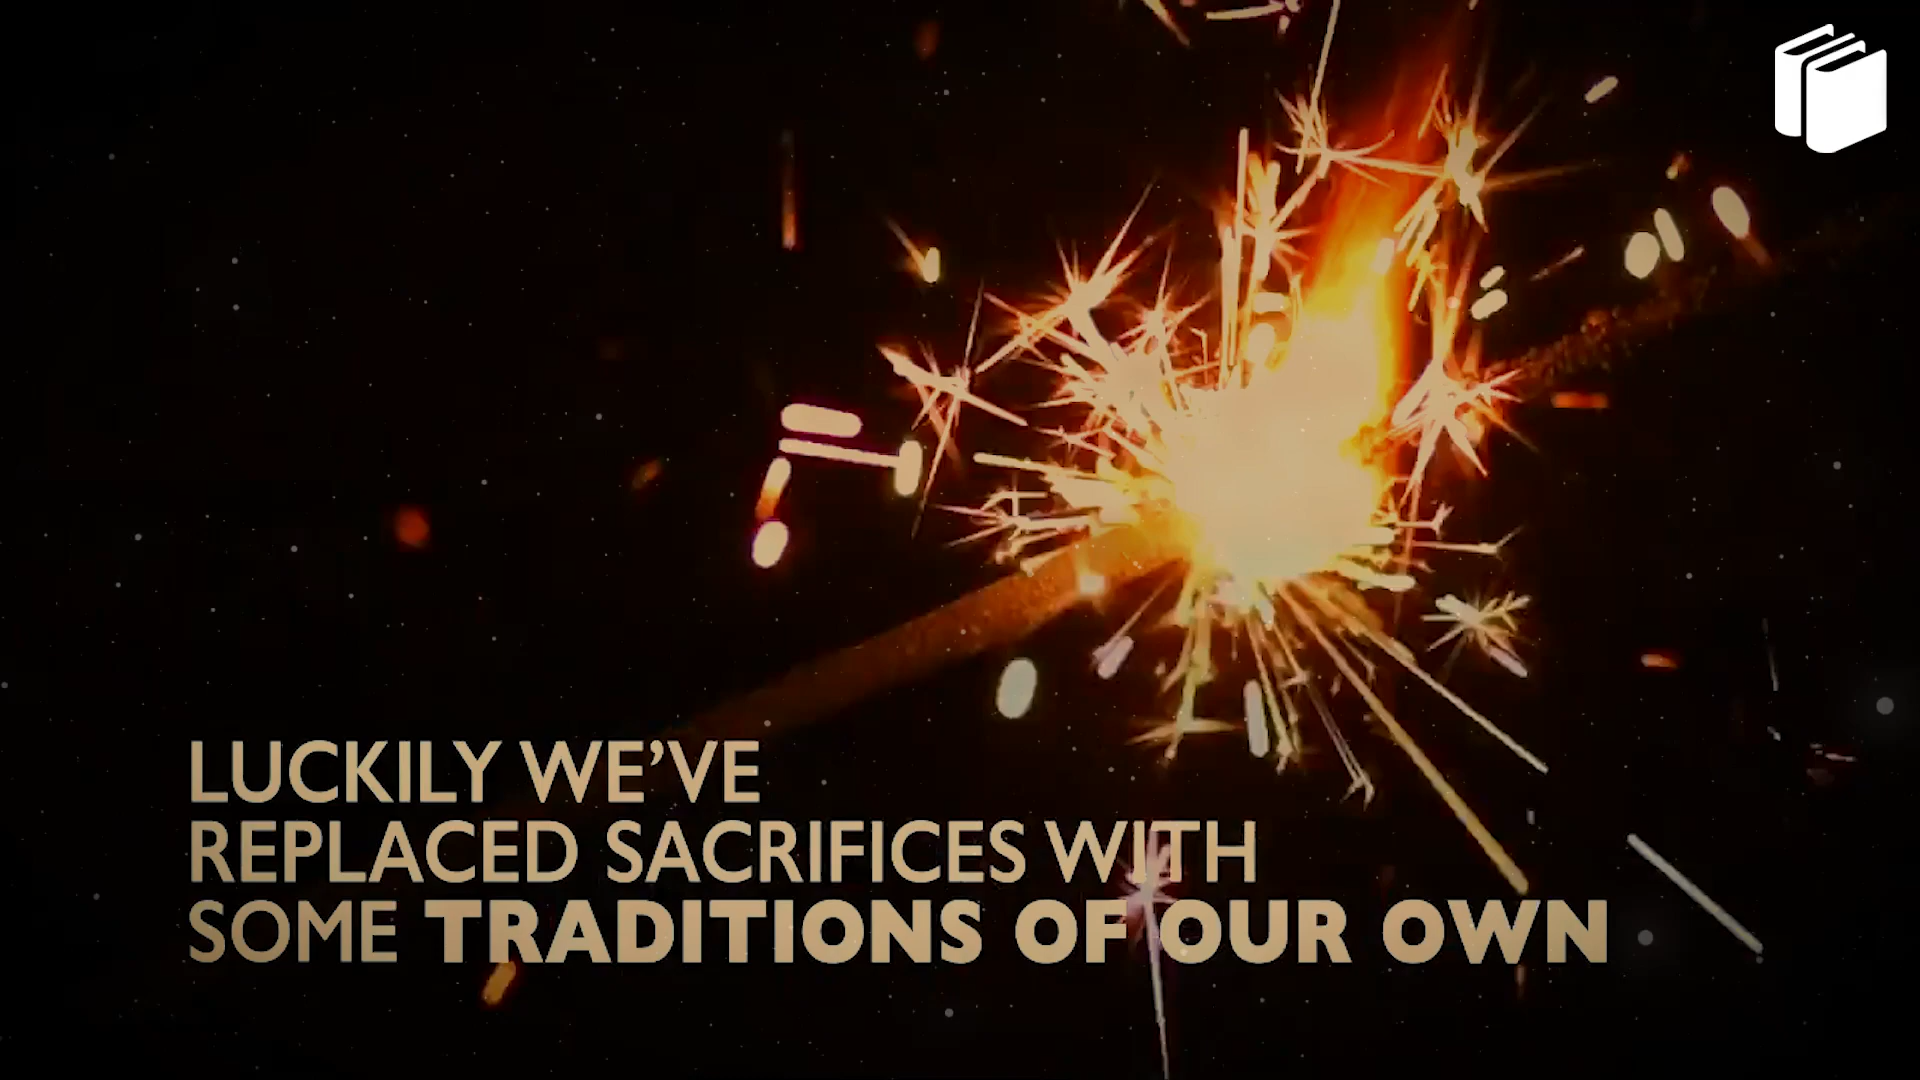 LUCKILY WE’VE
REPLACED SACRIFICES WITH
SOME TRADITIONS OF OUR OWN